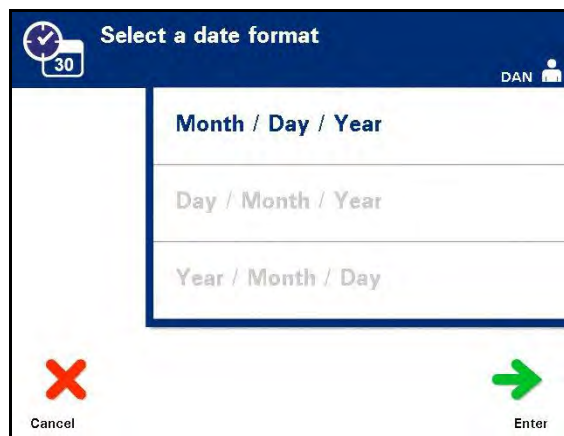 Select a date format
30
DAN
Month / Day / Year
Day / Month / Year
Year / Month / Day
Cancel
Enter